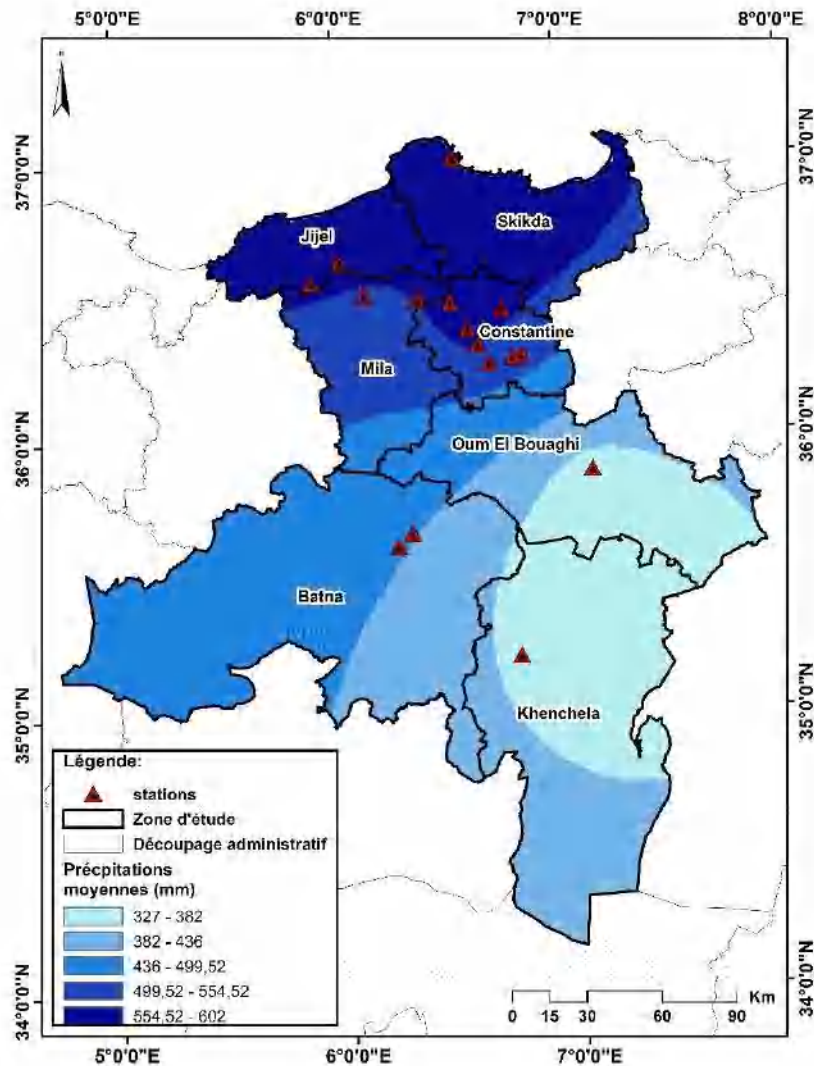 5°0'0"E 6°0'0"E 7°0'0"E 8°0'0"E
37°0'0"N
37°0'0"N
Skikda
Jijel
Constantine
Mila
36°0'0"N
36°0'0"N
Oum El Bouaghi
Batna
Khenchela
35°0'0"N
35°0'0"N
Légende:
stations
Zone d'étude
Découpage administratif
Précpitations
moyennes (mm)
327 - 382
382 - 436
436 - 499,52
499,52 - 554,52
554,52 - 602
Km
0 15 30 60 90
34°0'0"N
34°0'0"N
5°0'0"E 6°0'0"E 7°0'0"E